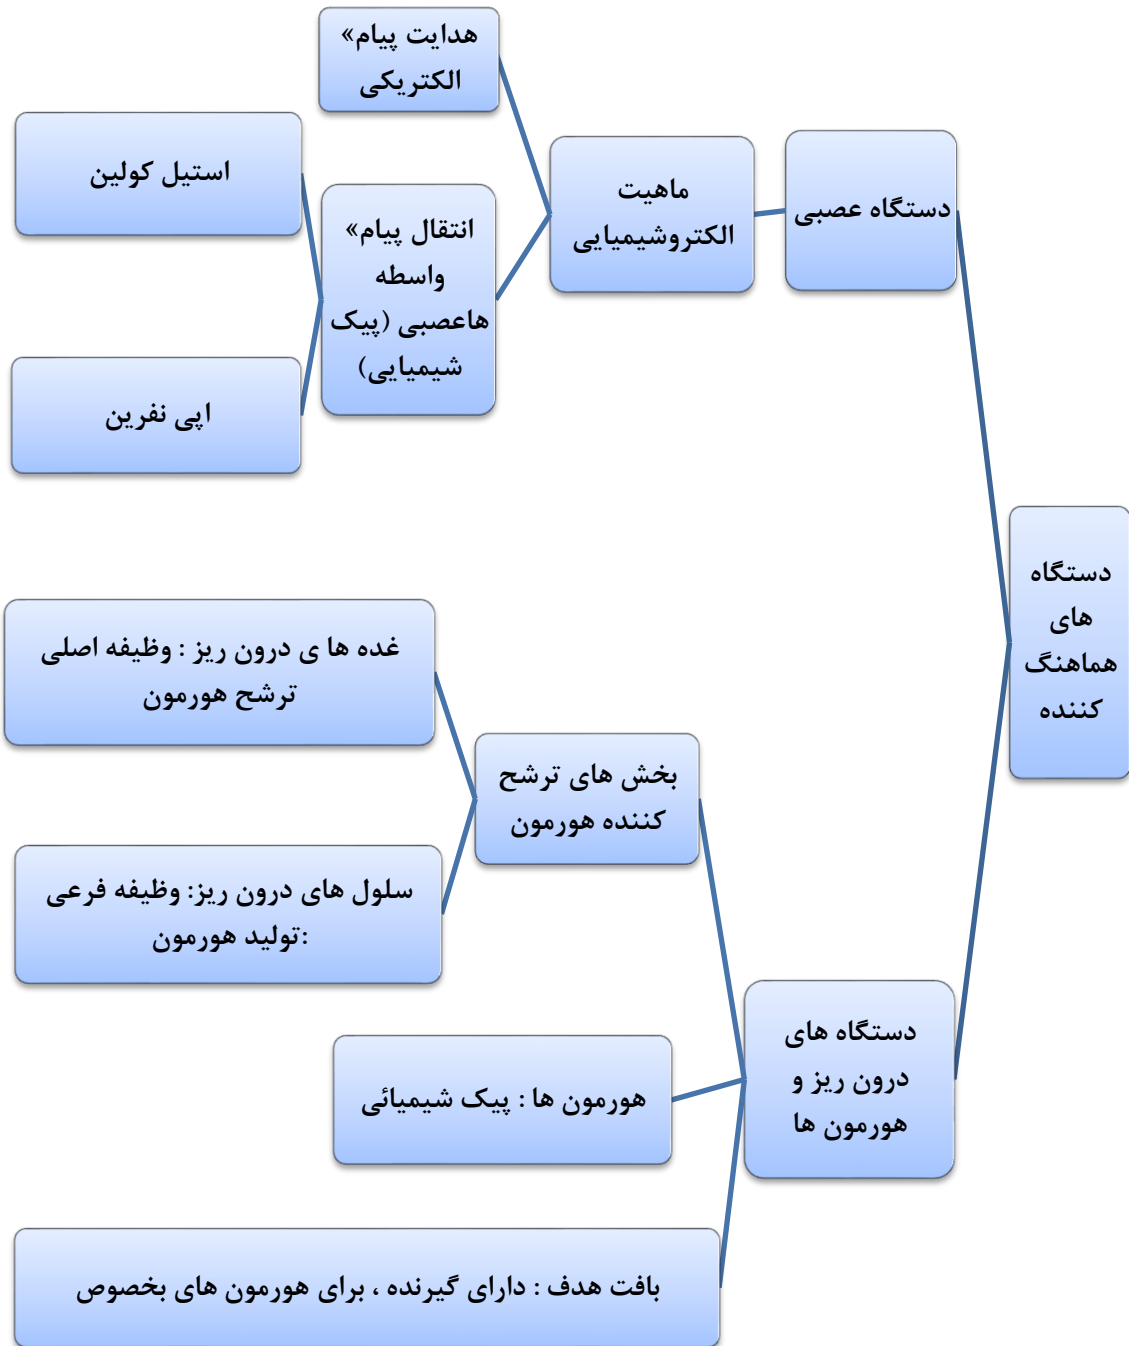 دستگاه
های
هماهنگ
کننده
دستگاه عصبی
ماهیت
الکتروشیمیایی
هدایت پیام»
الکتریکی
انتقال پیام»
واسطه
هاعصبی (پیک
شیمیایی)
استیل کولین
اپی نفرین
دستگاه های
درون ریز و
هورمون ها
بخش های ترشح
کننده هورمون
غده ها ی درون ریز : وظیفه اصلی
ترشح هورمون
سلول های درون ریز: وظیفه فرعی
:تولید هورمون
هورمون ها : پیک شیمیائی
بافت هدف : دارای گیرنده ، برای هورمون های بخصوص